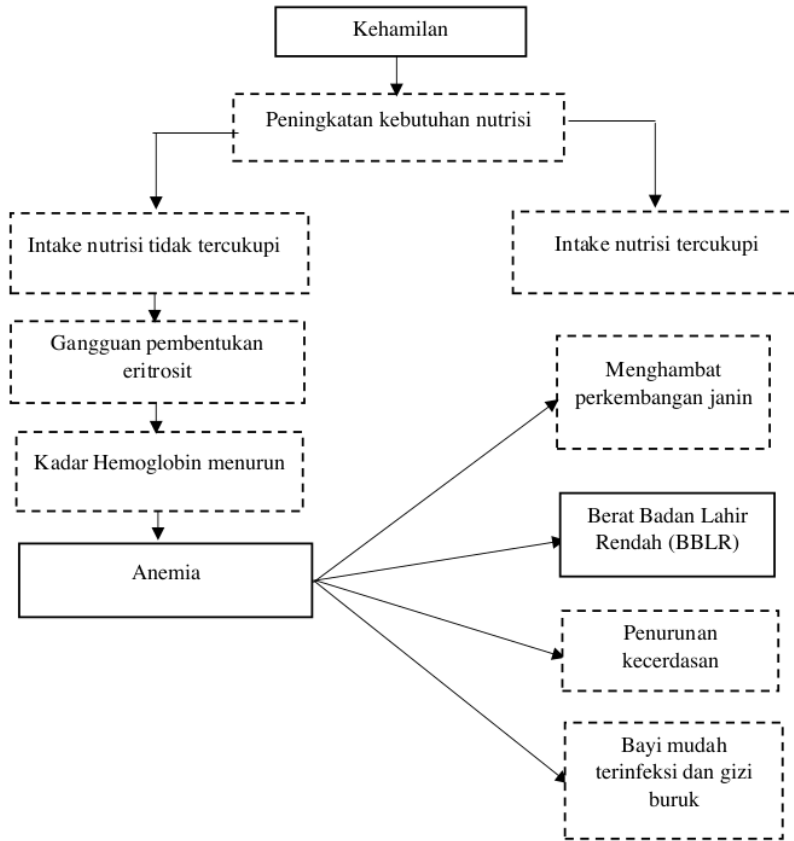 Kehamilan
Peningkatan kebutuhan nutrisi
Intake nutrisi tidak tercukupi
Intake nutrisi tercukupi
Gangguan pembentukan
eritrosit
Menghambat
perkembangan janin
Kadar Hemoglobin menurun
Berat Badan Lahir
Rendah (BBLR)
Anemia
Penurunan
kecerdasan
Bayi mudah
terinfeksi dan gizi
buruk